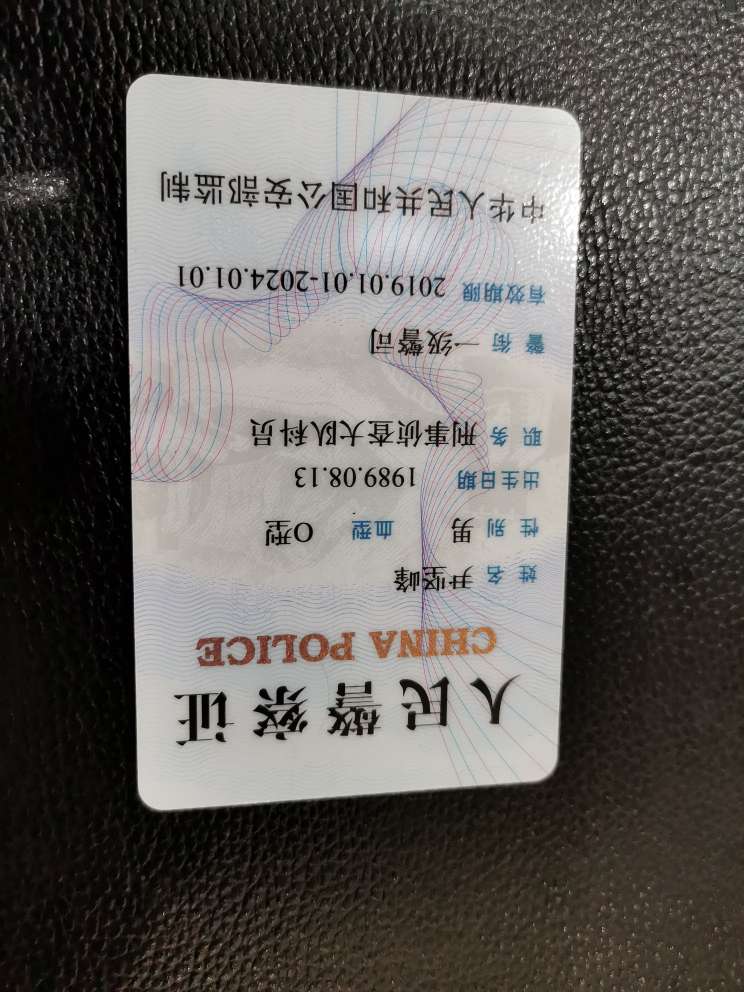 人民警察证
CHINA POLICE
姓 名 尹坚峰
性 别 男 血型 O型
出生日期 1989.08.13
职 务 刑事侦查大队科员
警 衔 一级警司
有效期限 2019.01.01-2024.01.01
中华人民共和国公安部监制